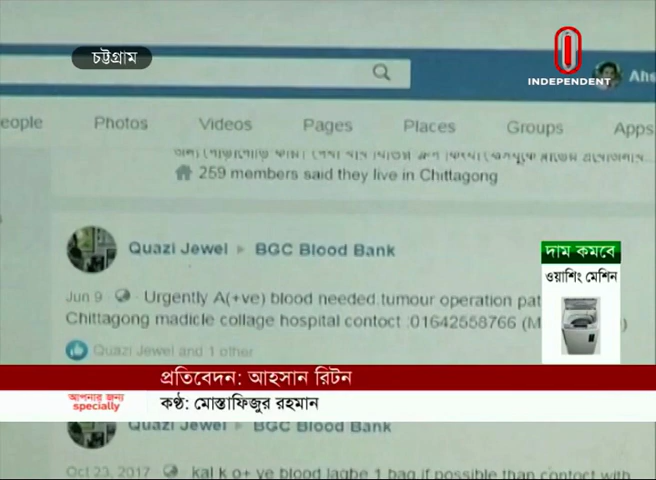 চট্টগ্রাম
INDEPENDENT
eople Photos Videos Pages Places Groups Apps
259 members said they live in Chittagong
Quazi Jewel BGC Blood Bank
Jun 9 Urgently A(+ve) blood needed.tumour operation pat
Chittagong madicle collage hospital contoct :01642558766 (M )
Quazi Jewel and 1 other
দাম কমবে
ওয়াশিং মেশিন
প্রতিবেদন: আহসান রিটন
আপনার জন্য
specially
কণ্ঠ: মোস্তাফিজুর রহমান
Quazi Jewel BGC Blood Bank
Oct 23, 2017 kal k o+ ve blood lagbe 1 bag if possible than contect with